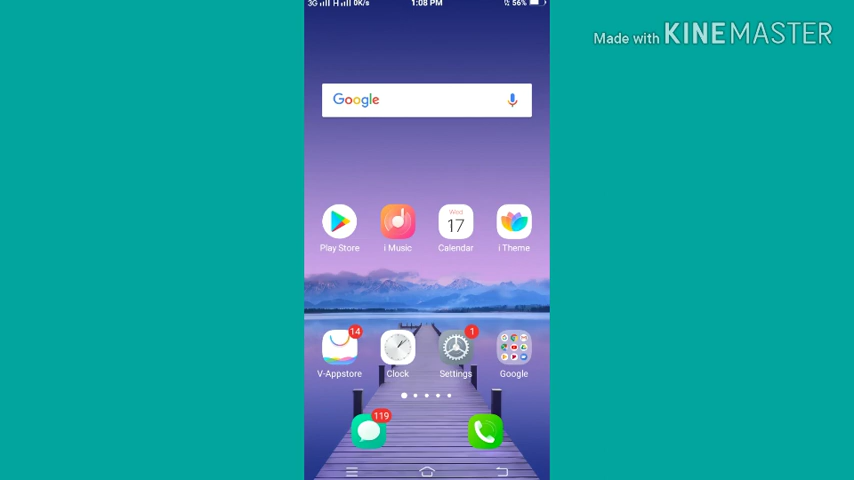 3G H 0K/s 1:08 PM 56%
Made with KINEMASTER
Google
Wed
17
Play Store i Music Calendar i Theme
14 1
V-Appstore Clock Settings Google
119